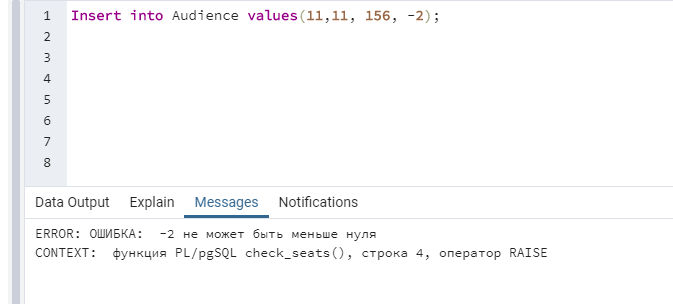 1 Insert into Audience values(11,11, 156, -2);
2
3
4
5
6
7
8
Data Output Explain Messages Notifications
ERROR: ОШИБКА:  -2 не может быть меньше нуля
CONTEXT:  функция PL/pgSQL check_seats(), строка 4, оператор RAISE